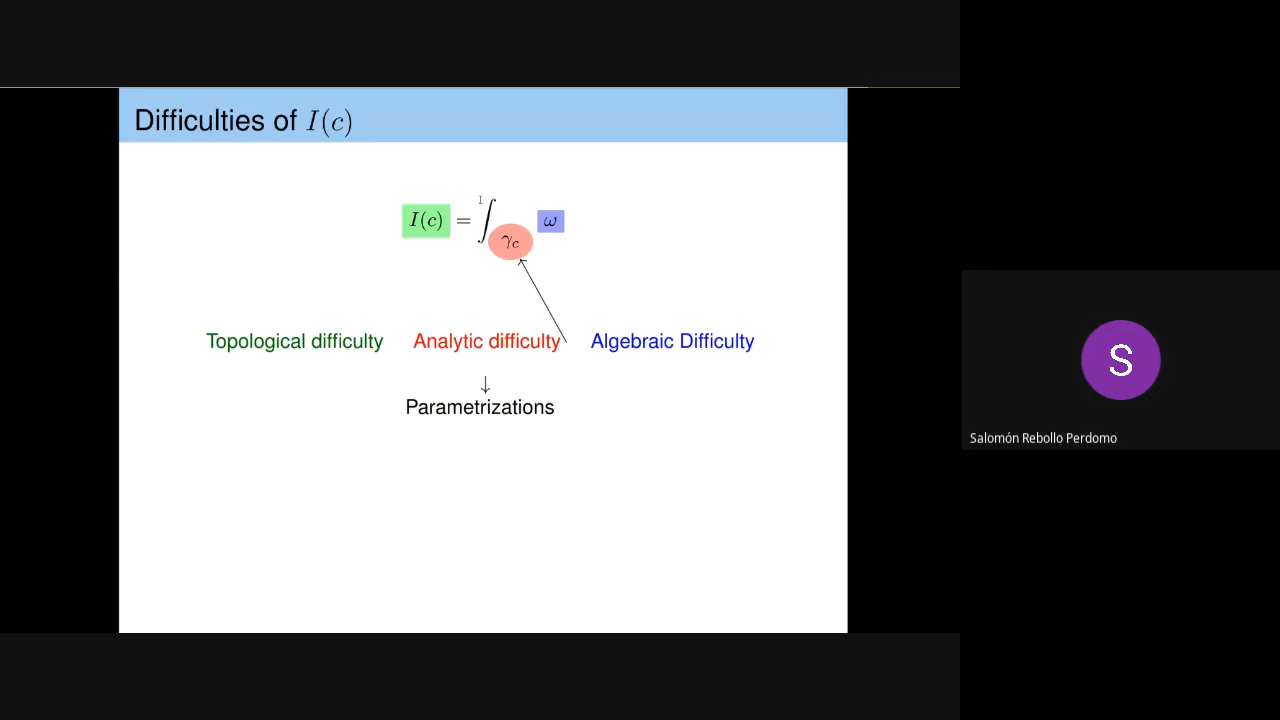 Difficulties of I(c)
I(c) = ∫γc ω
Topological difficulty Analytic difficulty Algebraic Difficulty
↓
Parametrizations
S
Salomón Rebollo Perdomo